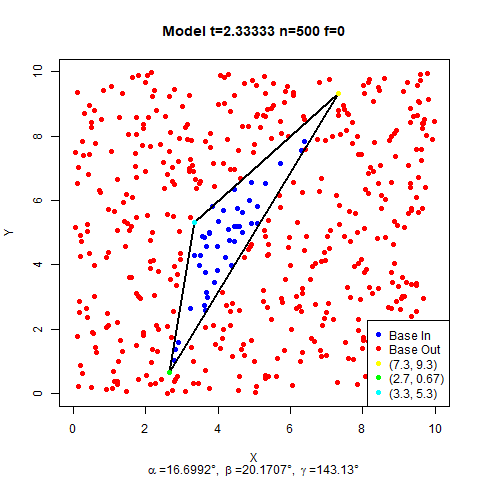 Model t=2.33333 n=500 f=0
Y
10
8
6
4
2
0
0 2 4 6 8 10
Base In
Base Out
(7.3, 9.3)
(2.7, 0.67)
(3.3, 5.3)
X
α=16.6992°, β=20.1707°, γ=143.13°